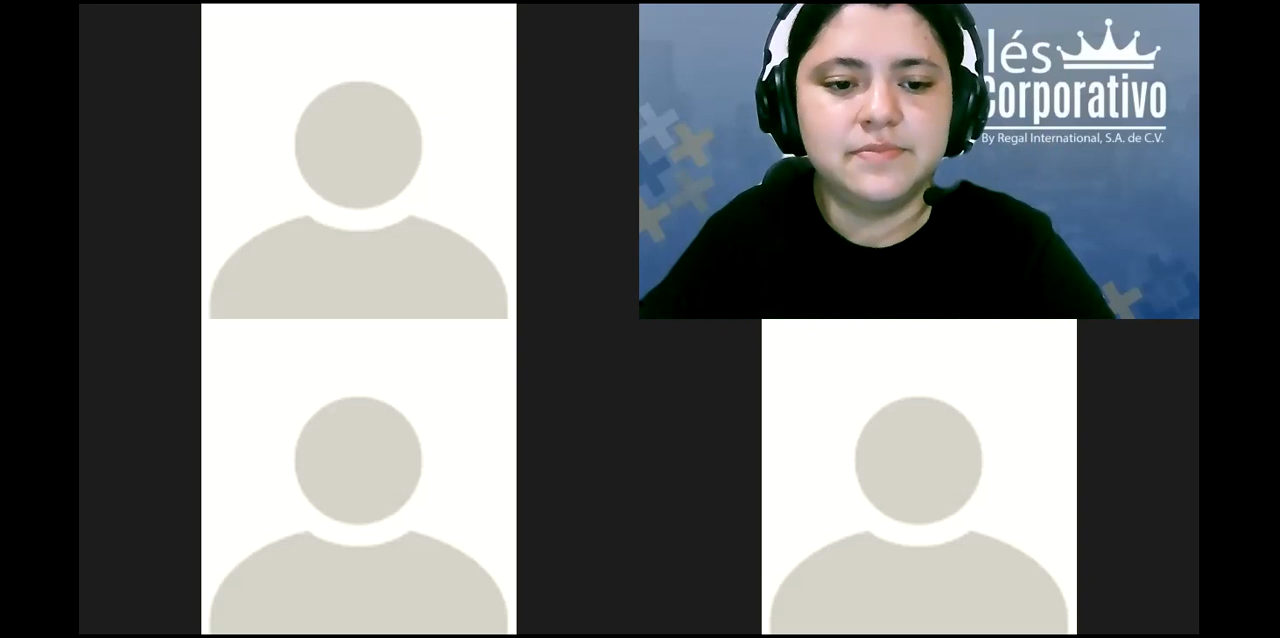 lés
Corporativo
By Regal International, S.A. de C.V.